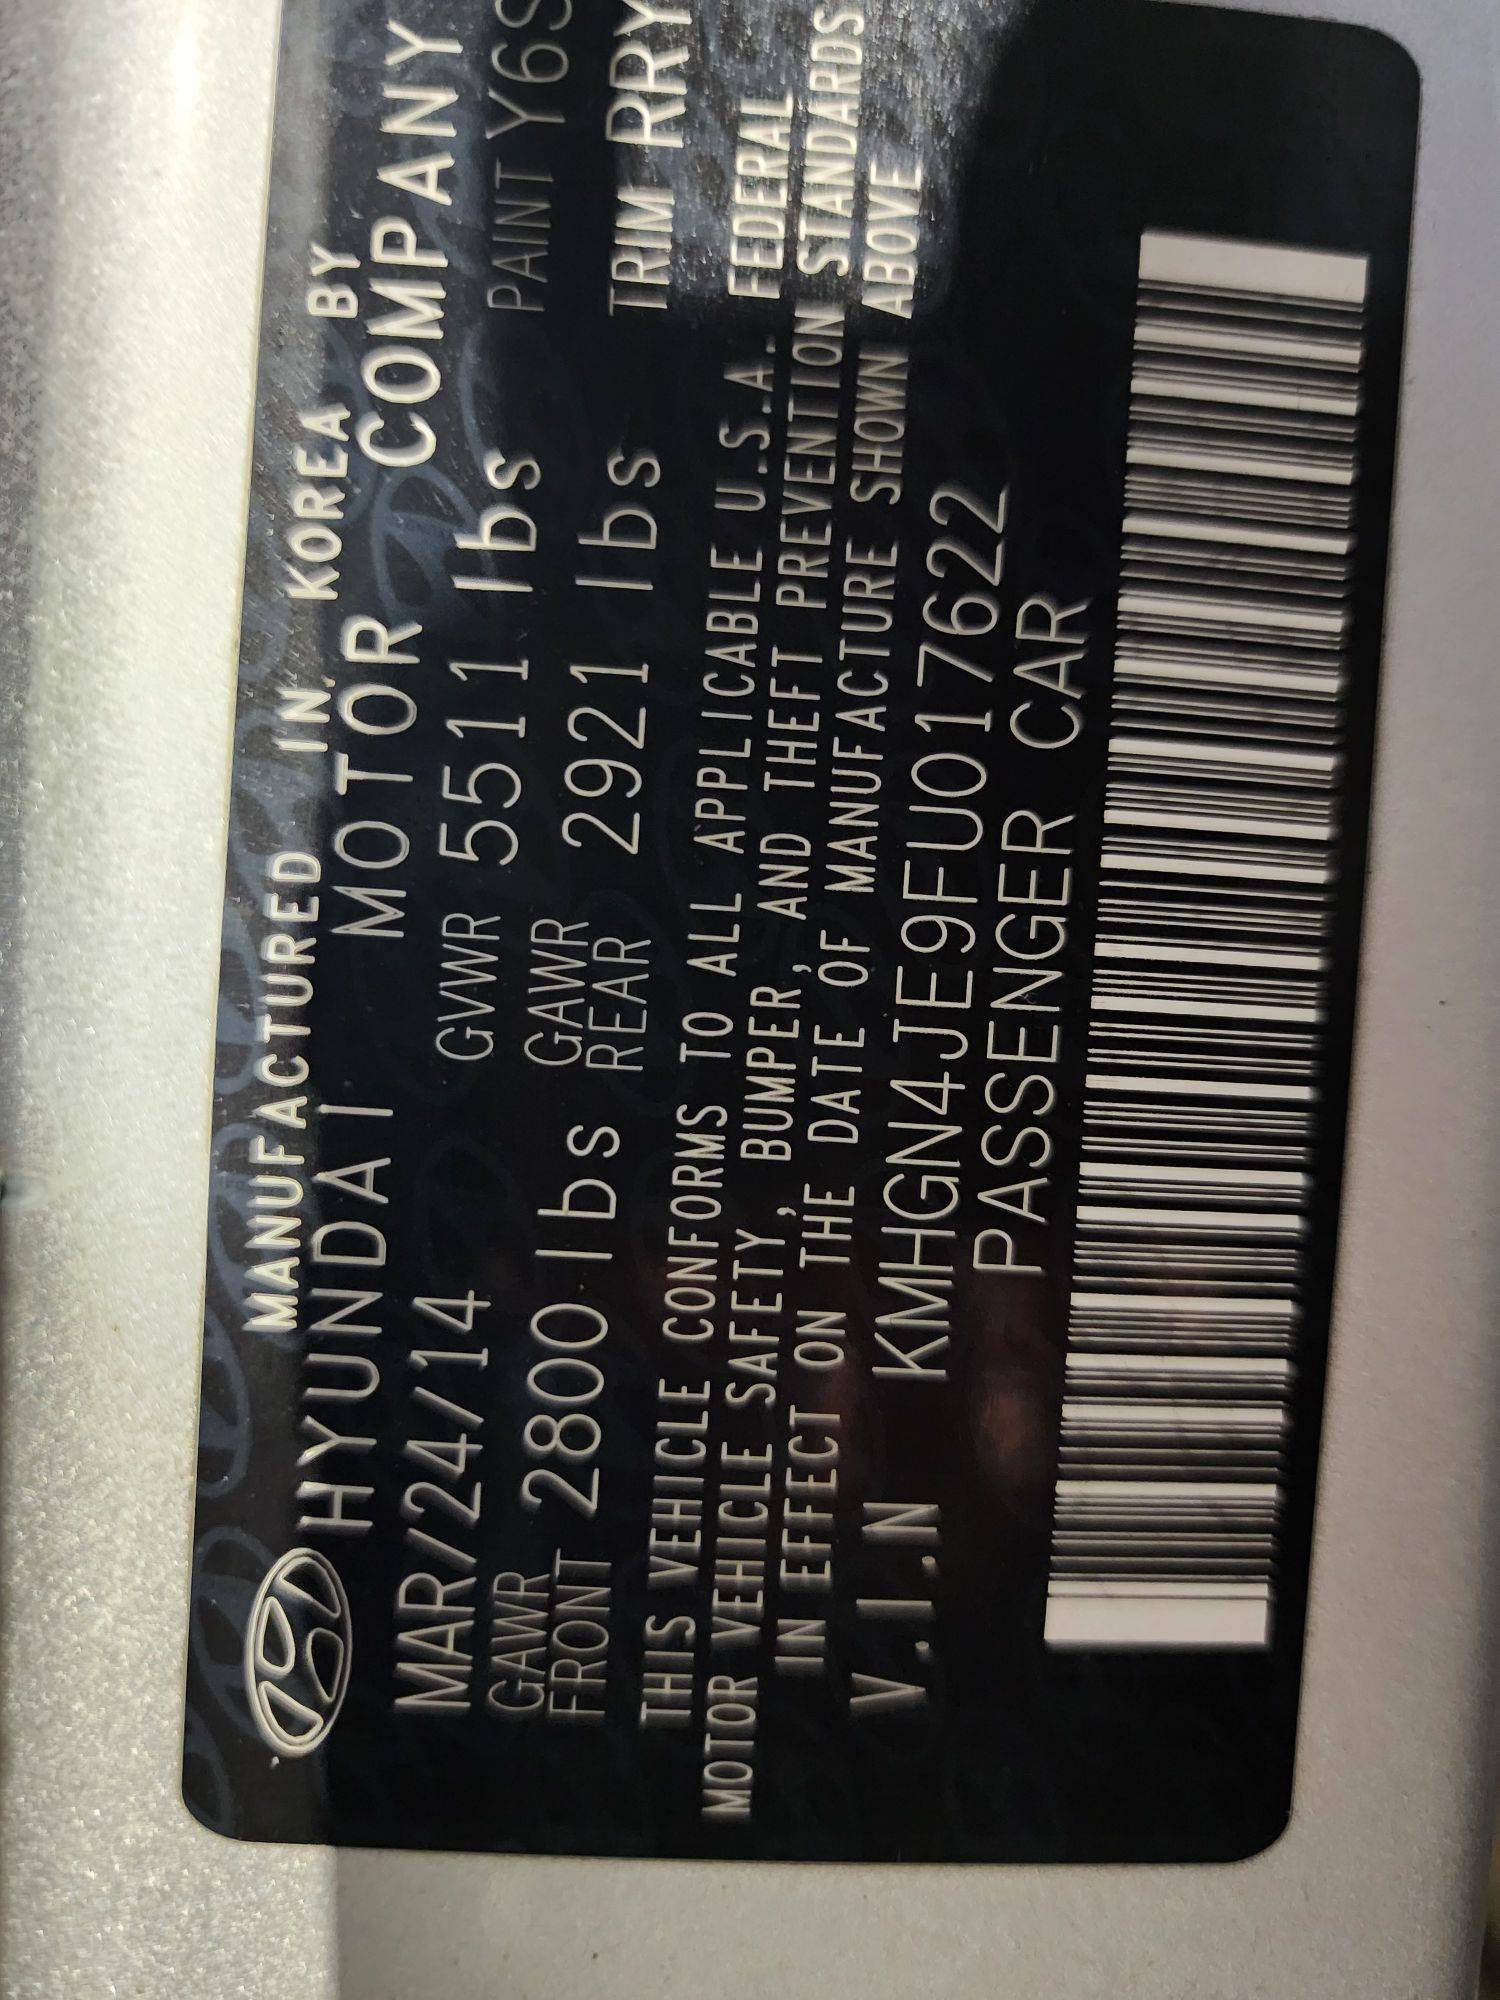 MANUFACTURED IN KOREA BY
HYUNDAI MOTOR COMPANY
MAR/24/14 GVWR 5511 lbs PAINT Y6S
GAWR FRONT 2800 lbs GAWR REAR 2921 lbs TRIM RRY
THIS VEHICLE CONFORMS TO ALL APPLICABLE U.S.A. FEDERAL
MOTOR VEHICLE SAFETY, BUMPER, AND THEFT PREVENTION STANDARDS
IN EFFECT ON THE DATE OF MANUFACTURE SHOWN ABOVE
V.I.N KMHGN4JE9FU017622
PASSENGER CAR